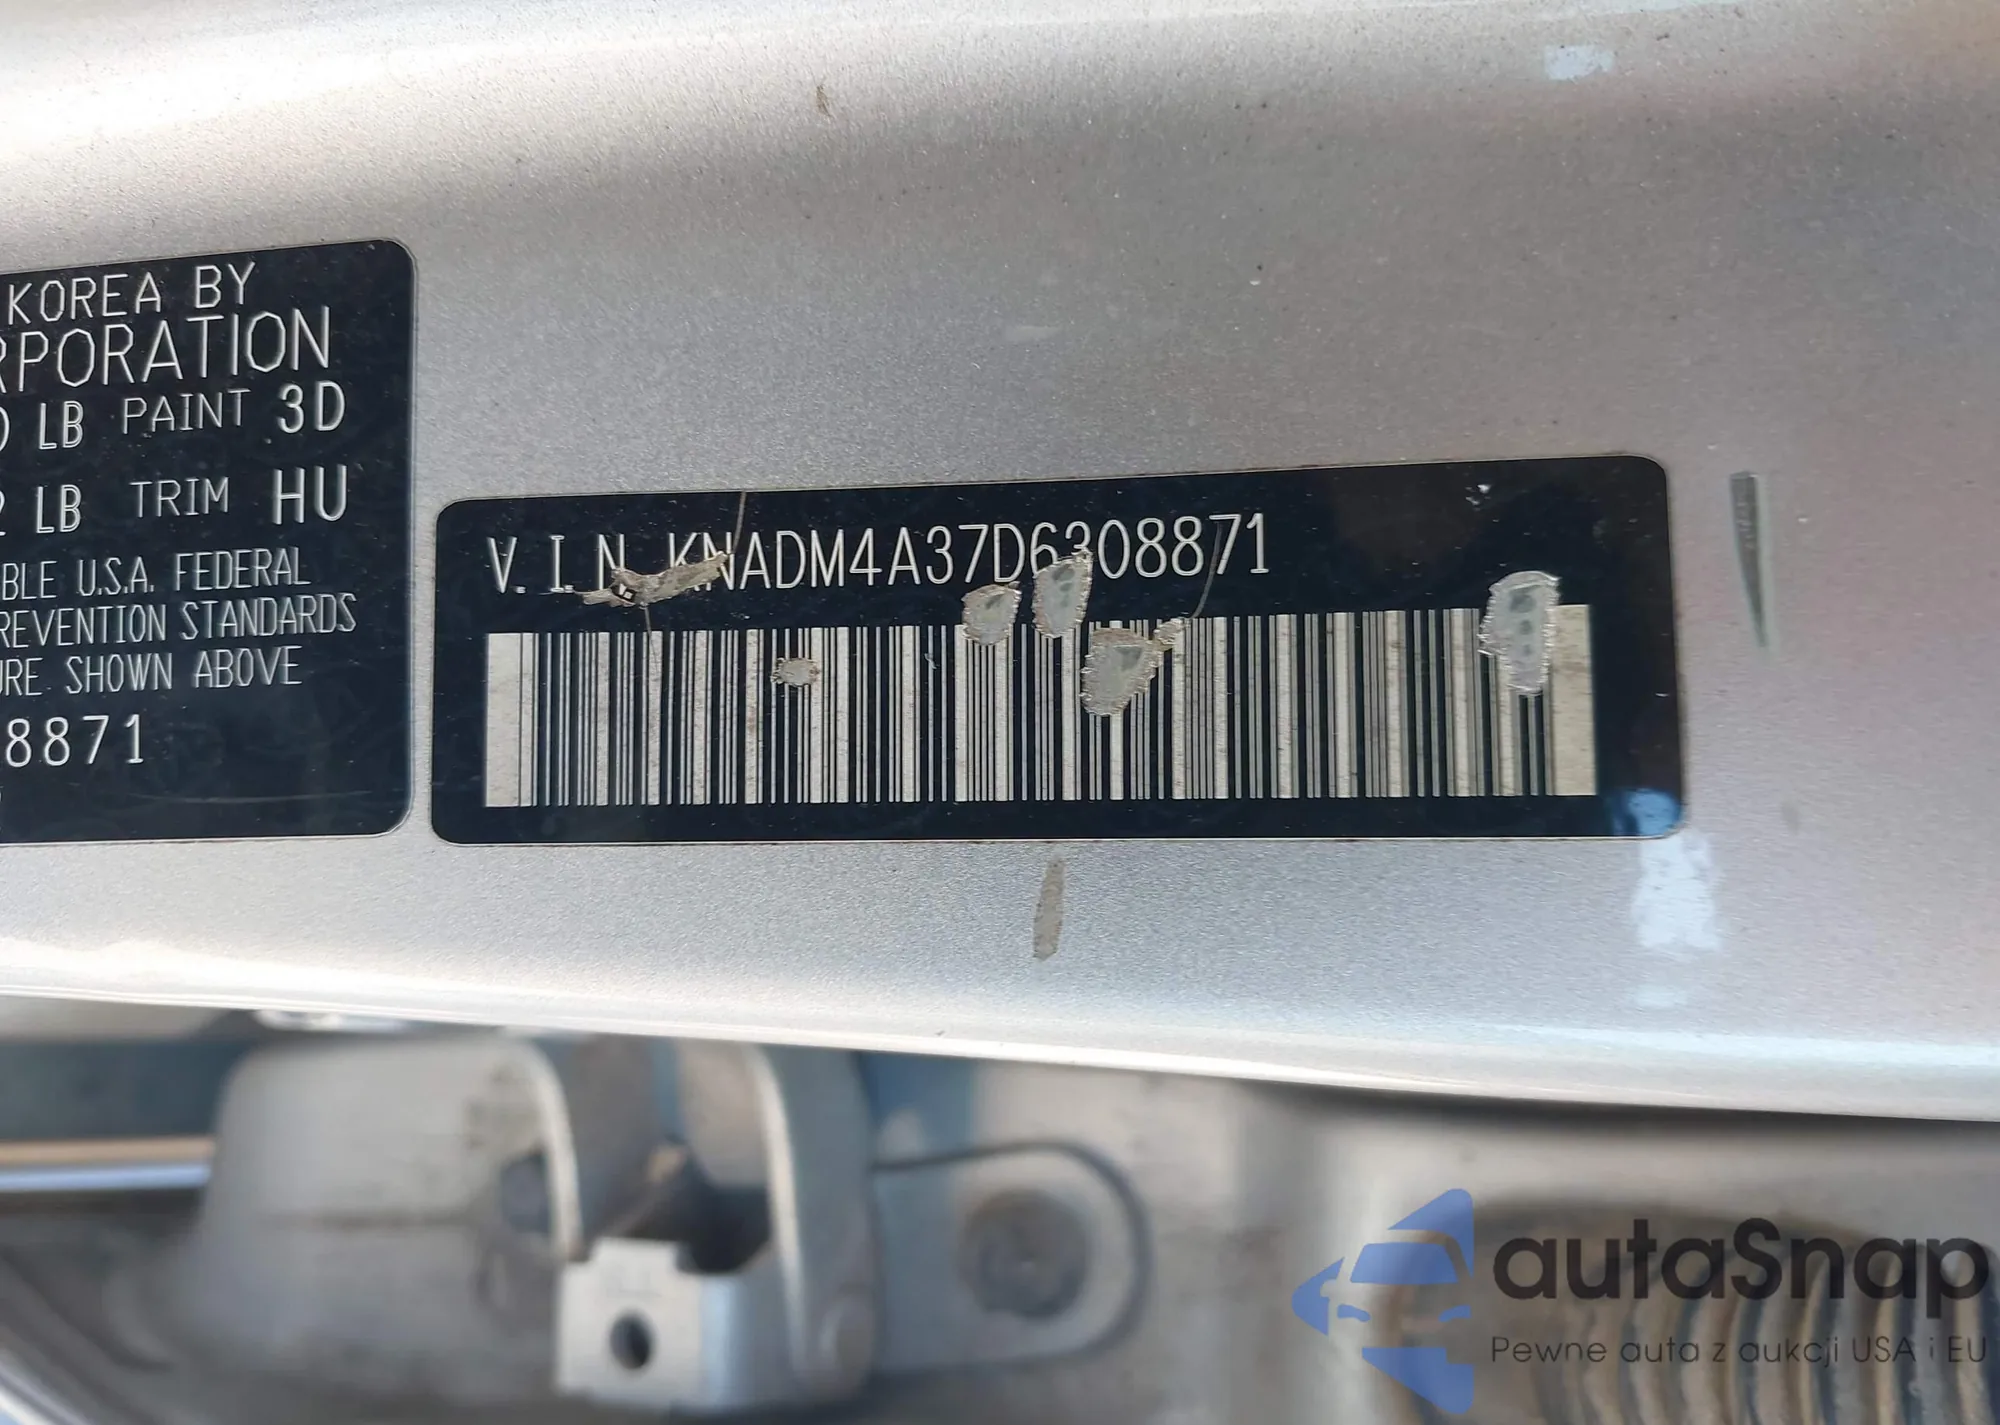 KOREA BY
RPORATION
LB PAINT 3D
2 LB TRIM HU
BLE U.S.A. FEDERAL
REVENTION STANDARDS
URE SHOWN ABOVE
8871
V.I.N. KNADM4A37D6308871
autaSnap
Pewne auta z aukcji USA i EU